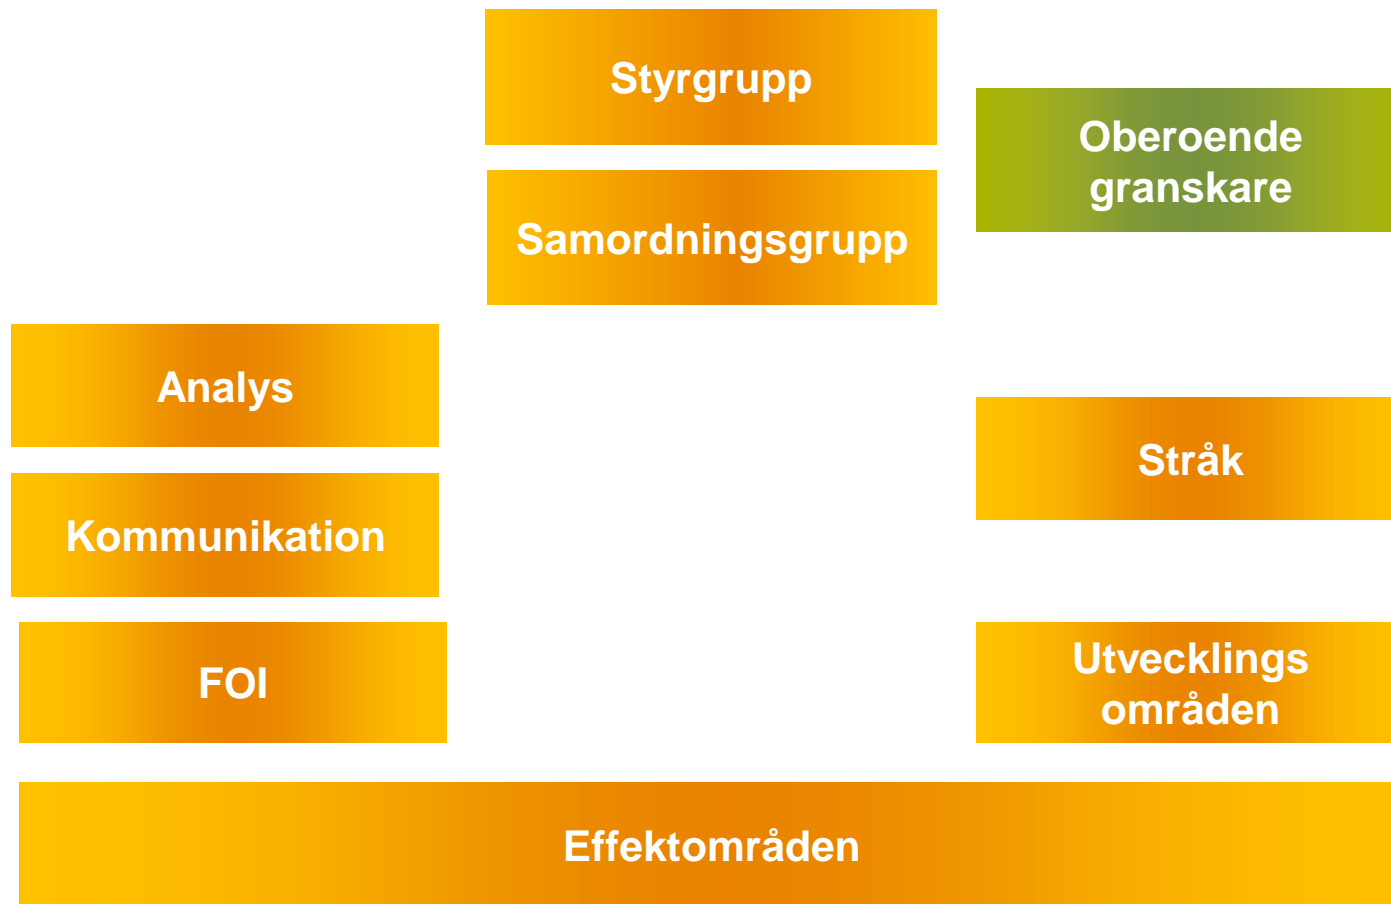 Styrgrupp
Oberoende
granskare
Samordningsgrupp
Analys
Stråk
Kommunikation
FOI
Utvecklings
områden
Effektområden